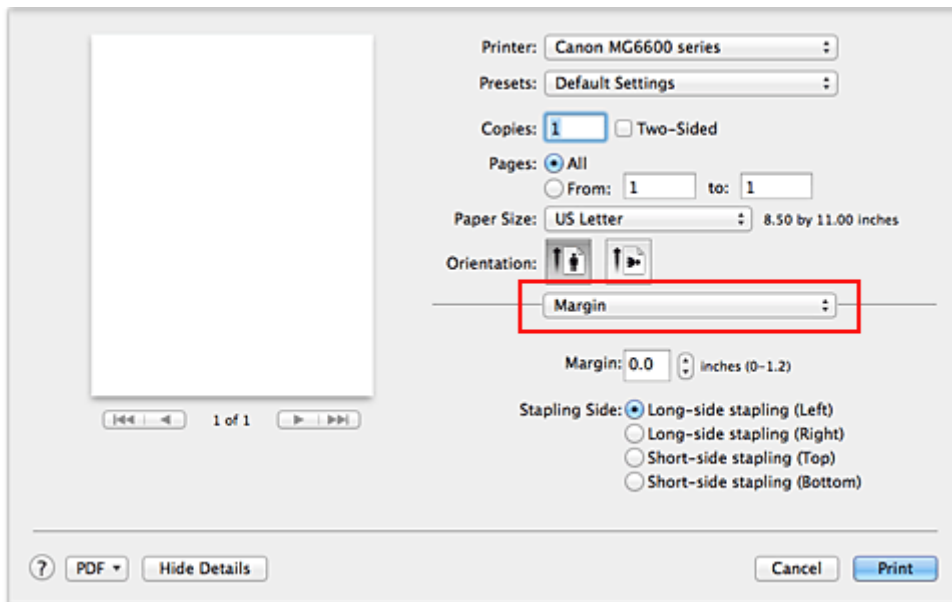 Printer: Canon MG6600 series
Presets: Default Settings
Copies: 1 Two-Sided
Pages: All
From: 1 to: 1
Paper Size: US Letter 8.50 by 11.00 inches
Orientation:
Margin
Margin: 0.0 inches (0-1.2)
1 of 1
Stapling Side: Long-side stapling (Left)
Long-side stapling (Right)
Short-side stapling (Top)
Short-side stapling (Bottom)
? PDF Hide Details Cancel Print